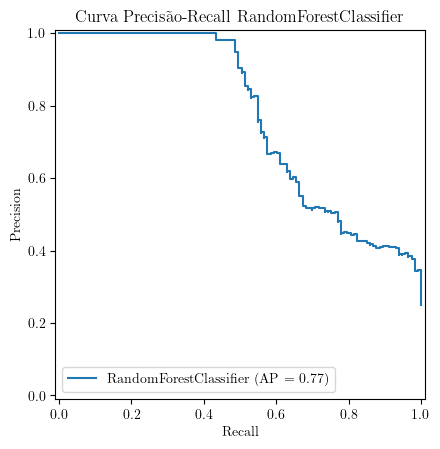 Curva Precisão-Recall RandomForestClassifier
1.0
0.8
0.6
0.4
0.2
0.0
Precision
RandomForestClassifier (AP = 0.77)
0.0 0.2 0.4 0.6 0.8 1.0
Recall